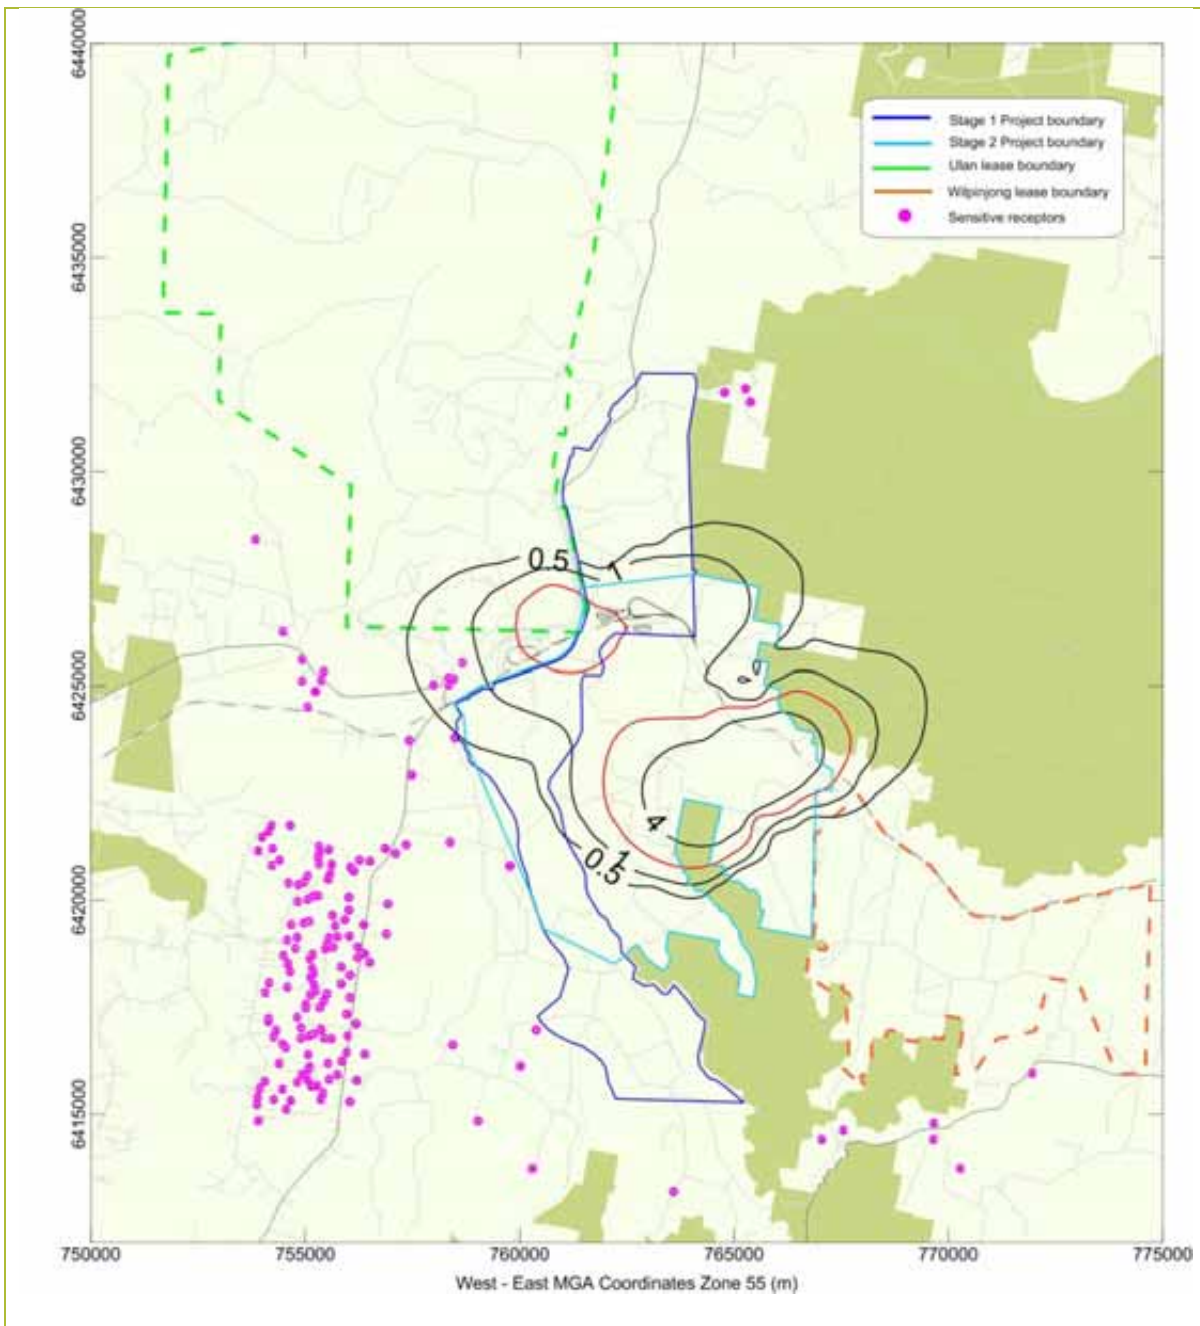 6440000
6435000
6430000
6425000
6420000
6415000
Stage 1 Project boundary
Stage 2 Project boundary
Ulan lease boundary
Wilpinjong lease boundary
Sensitive receptors
0.5
1
4
1
0.5
750000 755000 760000 765000 770000 775000
West - East MGA Coordinates Zone 55 (m)